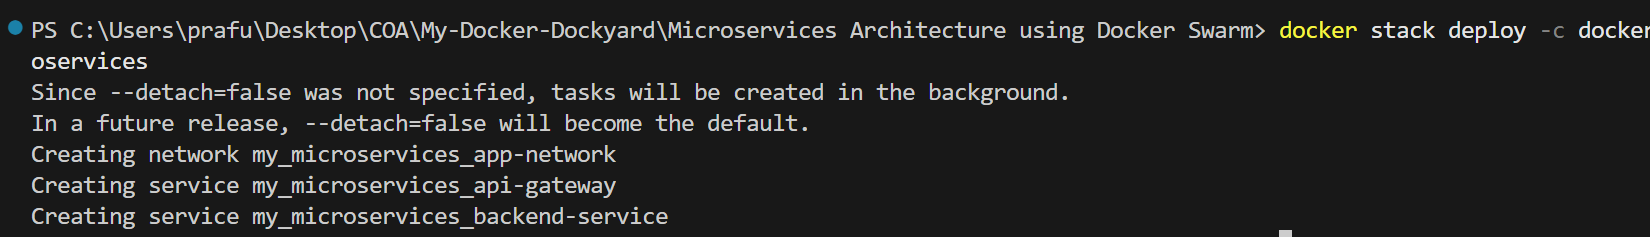 PS C:\Users\prafu\Desktop\COA\My-Docker-Dockyard\Microservices Architecture using Docker Swarm> docker stack deploy -c docker
oservices
Since --detach=false was not specified, tasks will be created in the background.
In a future release, --detach=false will become the default.
Creating network my_microservices_app-network
Creating service my_microservices_api-gateway
Creating service my_microservices_backend-service